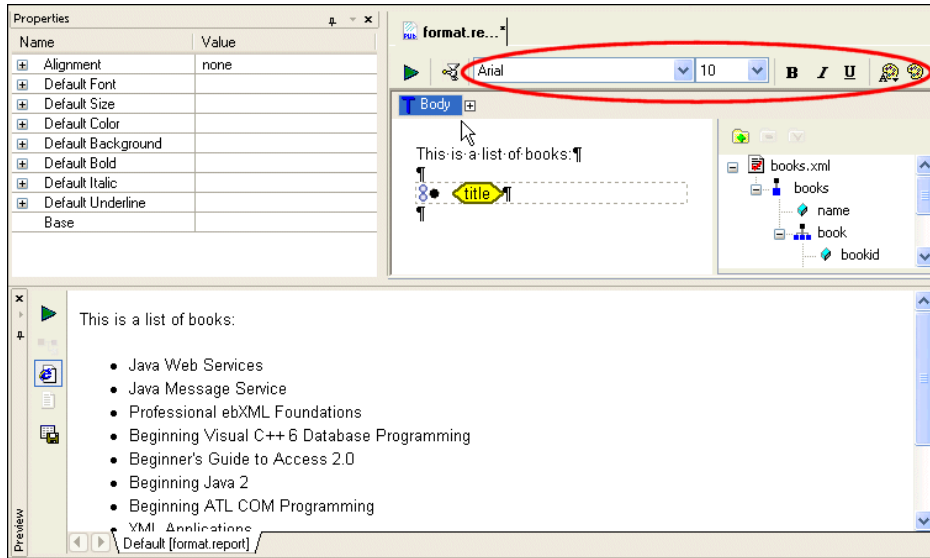 Properties
Name Value
Alignment none
Default Font
Default Size
Default Color
Default Background
Default Bold
Default Italic
Default Underline
Base
format.re...*
Arial 10 B I U
Body
This·is·a·list·of·books:¶
¶
title¶
¶
books.xml
books
name
book
bookid
This is a list of books:
• Java Web Services
• Java Message Service
• Professional ebXML Foundations
• Beginning Visual C++ 6 Database Programming
• Beginner's Guide to Access 2.0
• Beginning Java 2
• Beginning ATL COM Programming
• XML Applications
Preview
Default [format.report]